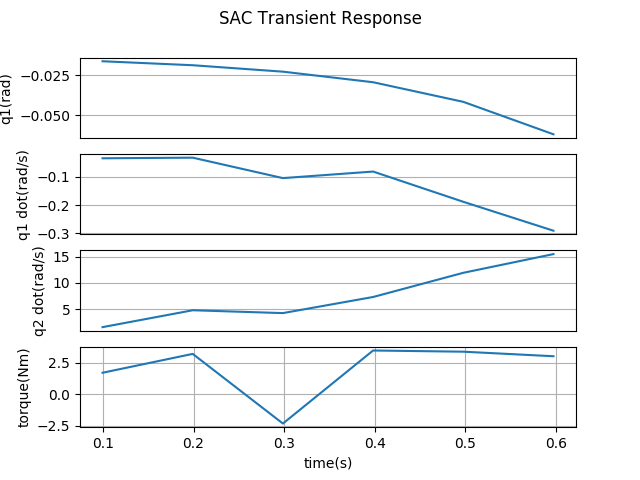 SAC Transient Response
q1(rad)
−0.025
−0.050
q1 dot(rad/s)
−0.1
−0.2
−0.3
q2 dot(rad/s)
15
10
5
torque(Nm)
2.5
0.0
−2.5
0.1 0.2 0.3 0.4 0.5 0.6
time(s)